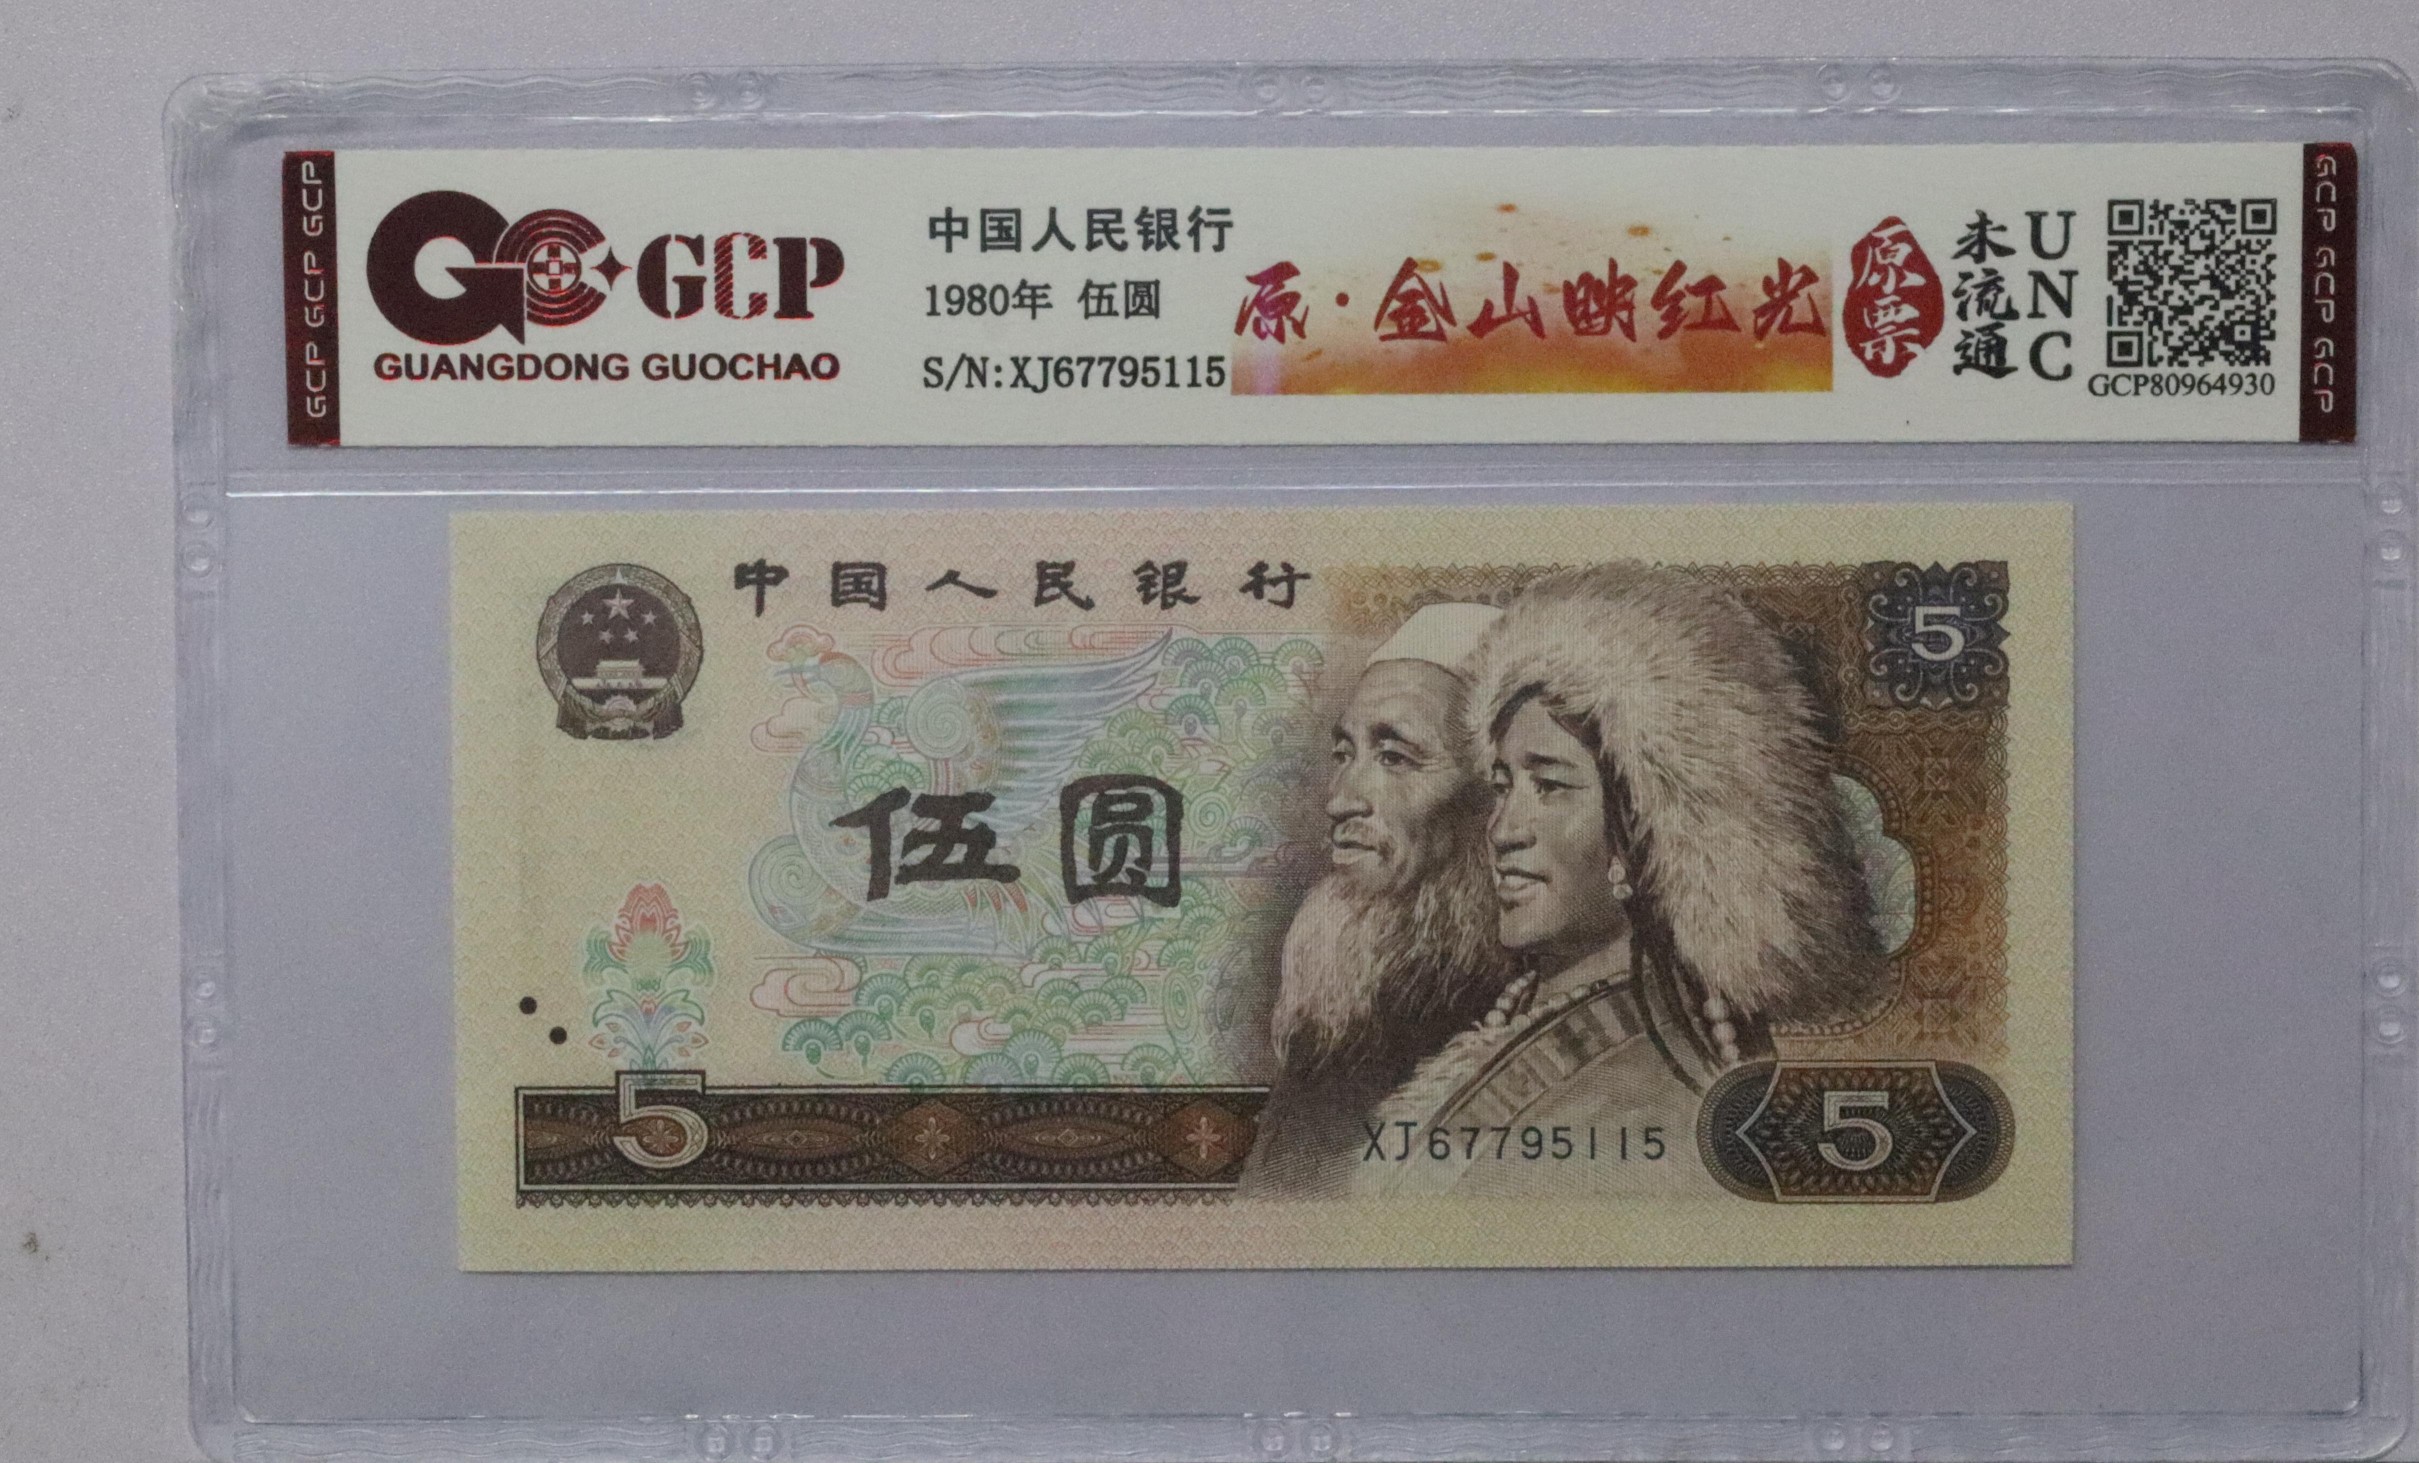 GCP GCP GCP
GCP
GUANGDONG GUOCHAO
中国人民银行
1980年 伍圆
S/N:XJ67795115
原·金山映红光
原票
未流通
UNC
GCP80964930
GCP GCP GCP
中国人民银行
5
伍圆
5
XJ67795115
5